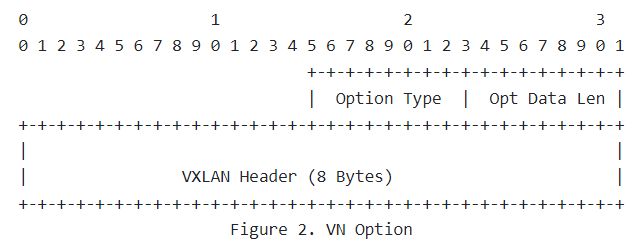 0                   1                   2                   3
0 1 2 3 4 5 6 7 8 9 0 1 2 3 4 5 6 7 8 9 0 1 2 3 4 5 6 7 8 9 0 1
                              +-+-+-+-+-+-+-+-+-+-+-+-+-+-+-+-+
                              |  Option Type  |  Opt Data Len |
+-+-+-+-+-+-+-+-+-+-+-+-+-+-+-+-+-+-+-+-+-+-+-+-+-+-+-+-+-+-+-+
|                                                             |
|                VXLAN Header (8 Bytes)                       |
+-+-+-+-+-+-+-+-+-+-+-+-+-+-+-+-+-+-+-+-+-+-+-+-+-+-+-+-+-+-+-+
                      Figure 2. VN Option